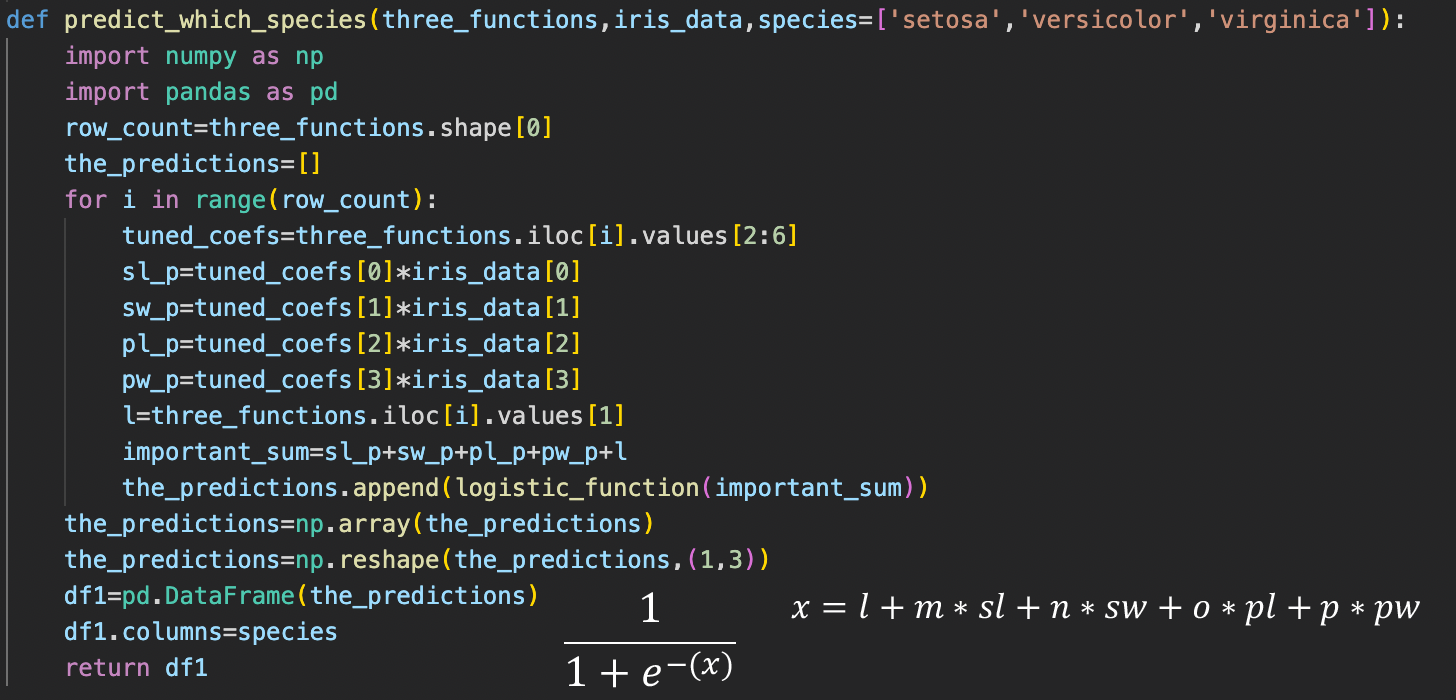 def predict_which_species(three_functions,iris_data,species=['setosa','versicolor','virginica']):
    import numpy as np
    import pandas as pd
    row_count=three_functions.shape[0]
    the_predictions=[]
    for i in range(row_count):
        tuned_coefs=three_functions.iloc[i].values[2:6]
        sl_p=tuned_coefs[0]*iris_data[0]
        sw_p=tuned_coefs[1]*iris_data[1]
        pl_p=tuned_coefs[2]*iris_data[2]
        pw_p=tuned_coefs[3]*iris_data[3]
        l=three_functions.iloc[i].values[1]
        important_sum=sl_p+sw_p+pl_p+pw_p+l
        the_predictions.append(logistic_function(important_sum))
    the_predictions=np.array(the_predictions)
    the_predictions=np.reshape(the_predictions,(1,3))
    df1=pd.DataFrame(the_predictions)
    df1.columns=species
    return df1
1
1 + e^−(x)
x = l + m ∗ sl + n ∗ sw + o ∗ pl + p ∗ pw